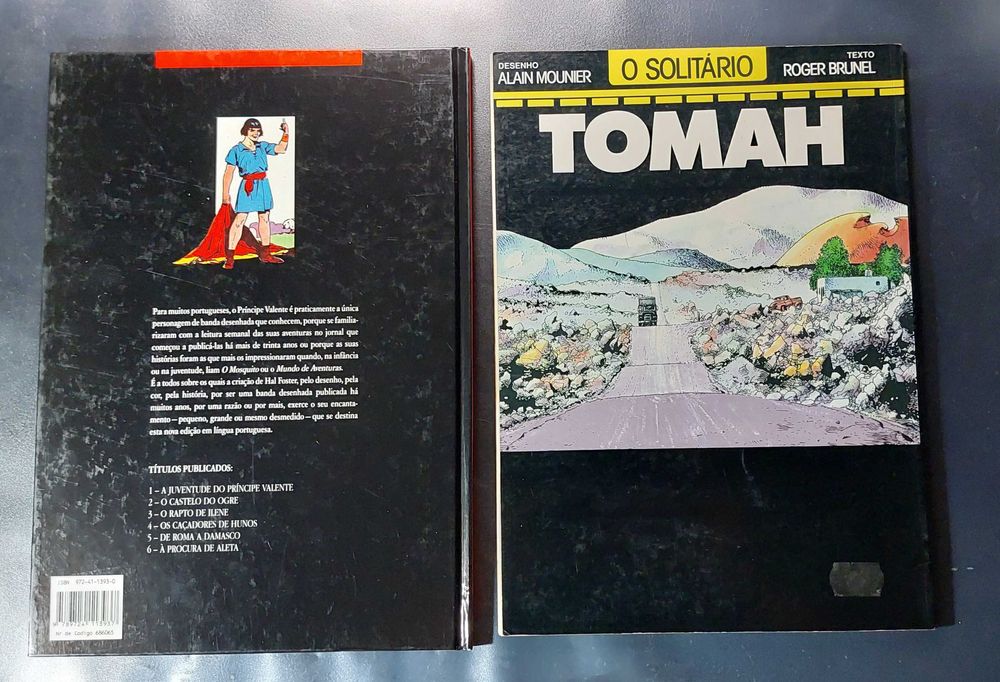 Para muitos portugueses, o Príncipe Valente é praticamente a única
personagem de banda desenhada que conhecem, porque se familia-
rizaram com a leitura semanal das suas aventuras no jornal que
começou a publicá-las há mais de trinta anos ou porque as suas
histórias foram as que mais os impressionaram quando, na infância
ou na juventude, liam O Mosquito ou o Mundo de Aventuras.
É a todos sobre os quais a criação de Hal Foster, pelo desenho, pela
cor, pela história, por ser uma banda desenhada publicada há
muitos anos, por uma razão ou por mais, exerce o seu encanta-
mento – pequeno, grande ou mesmo desmedido – que se destina
esta nova edição em língua portuguesa.
TÍTULOS PUBLICADOS:
1 – A JUVENTUDE DO PRÍNCIPE VALENTE
2 – O CASTELO DO OGRE
3 – O RAPTO DE ILENE
4 – OS CAÇADORES DE HUNOS
5 – DE ROMA A DAMASCO
6 – À PROCURA DE ALETA
ISBN 972-41-1393-0
9 789724 113937
Nr de Codigo 686065
DESENHO
ALAIN MOUNIER
O SOLITÁRIO
TEXTO
ROGER BRUNEL
TOMAH